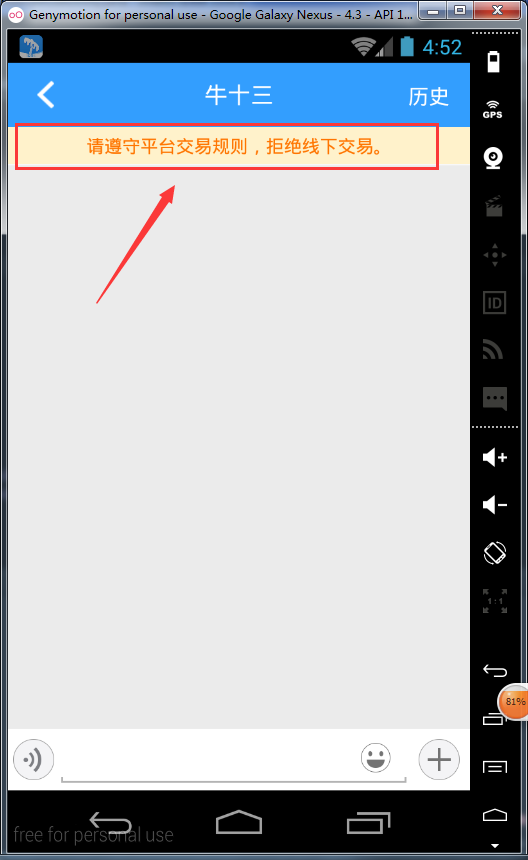 Genymotion for personal use - Google Galaxy Nexus - 4.3 - API 1...
4:52
牛十三
历史
请遵守平台交易规则，拒绝线下交易。
GPS
ID
1:1
81%
free for personal use